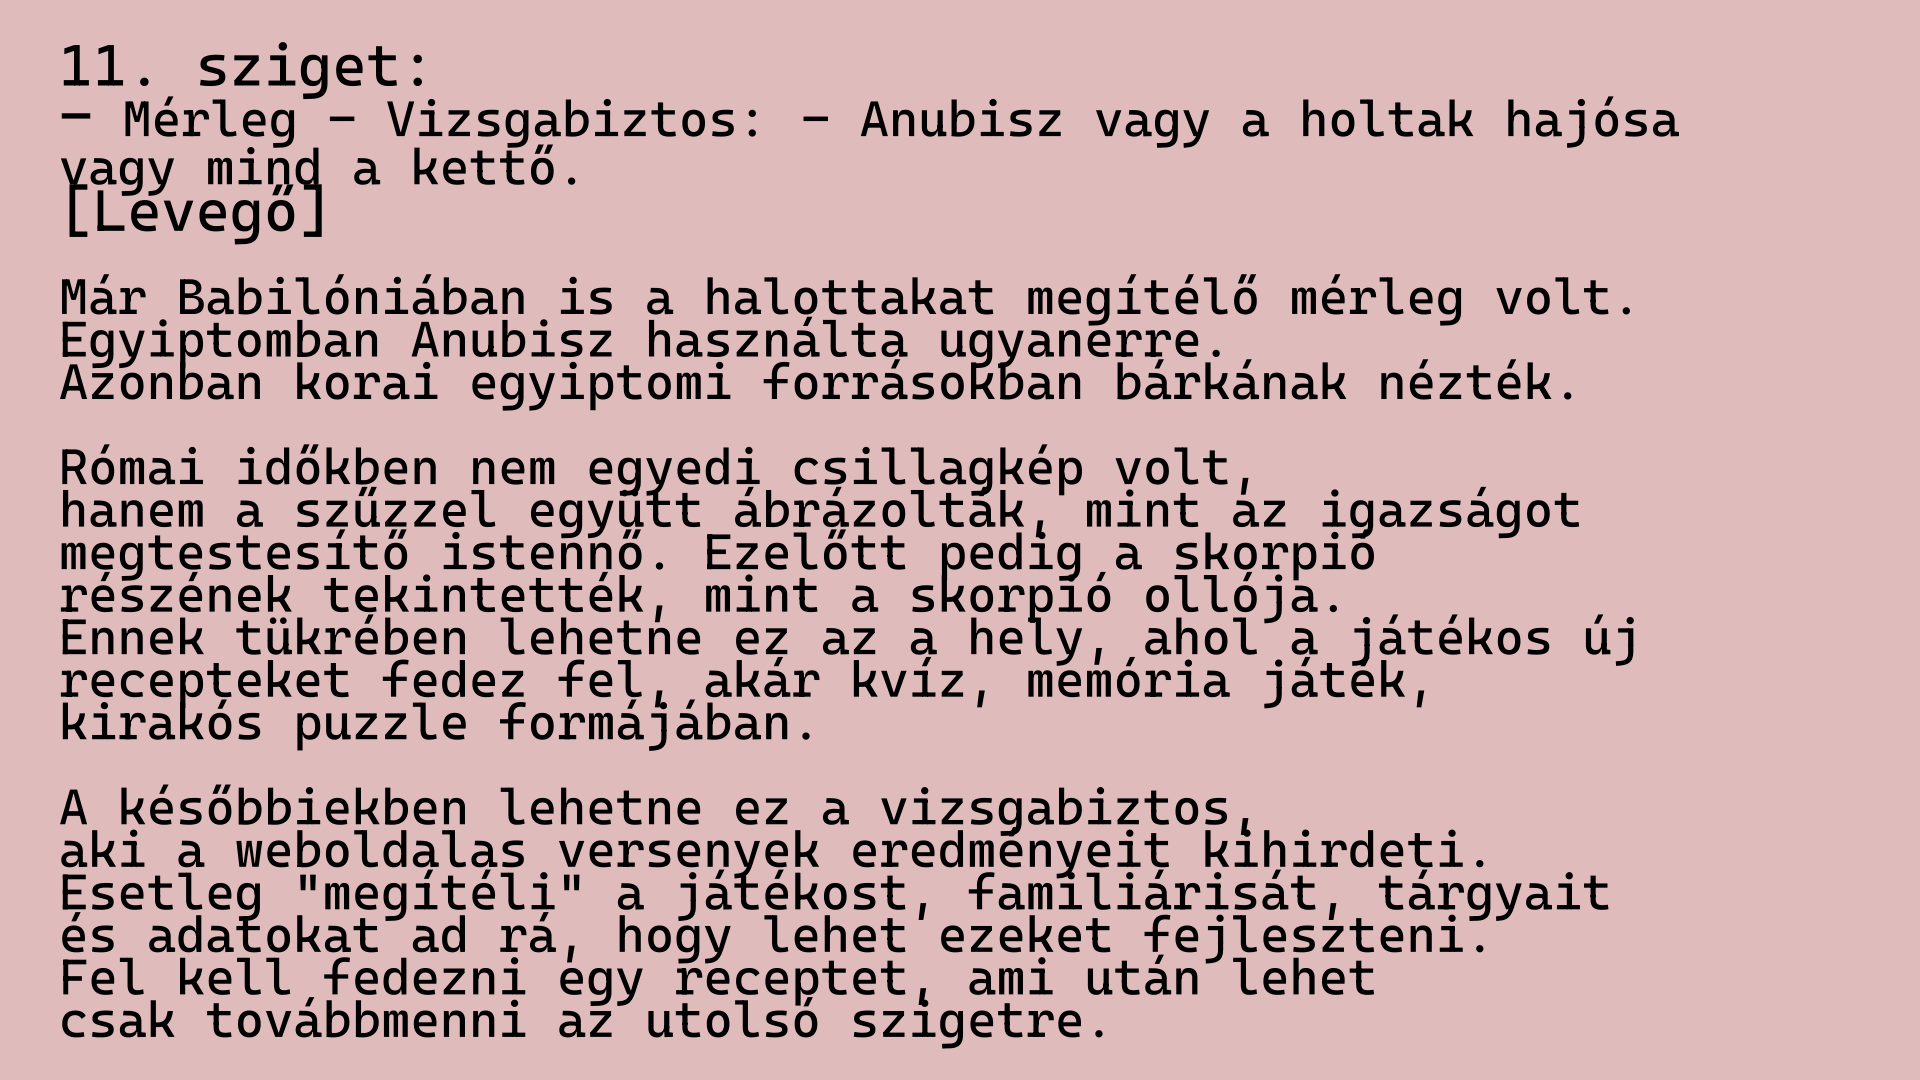 11. sziget:
– Mérleg – Vizsgabiztos: – Anubisz vagy a holtak hajósa
vagy mind a kettő.
[Levegő]
Már Babilóniában is a halottakat megítélő mérleg volt.
Egyiptomban Anubisz használta ugyanerre.
Azonban korai egyiptomi forrásokban bárkának nézték.
Római időkben nem egyedi csillagkép volt,
hanem a szűzzel együtt ábrázolták, mint az igazságot
megtestesítő istennő. Ezelőtt pedig a skorpió
részének tekintették, mint a skorpió ollója.
Ennek tükrében lehetne ez az a hely, ahol a játékos új
recepteket fedez fel, akár kvíz, memória játék,
kirakós puzzle formájában.
A későbbiekben lehetne ez a vizsgabiztos,
aki a weboldalas versenyek eredményeit kihirdeti.
Esetleg "megítéli" a játékost, famíliárisát, tárgyait
és adatokat ad rá, hogy lehet ezeket fejleszteni.
Fel kell fedezni egy receptet, ami után lehet
csak továbbmenni az utolsó szigetre.